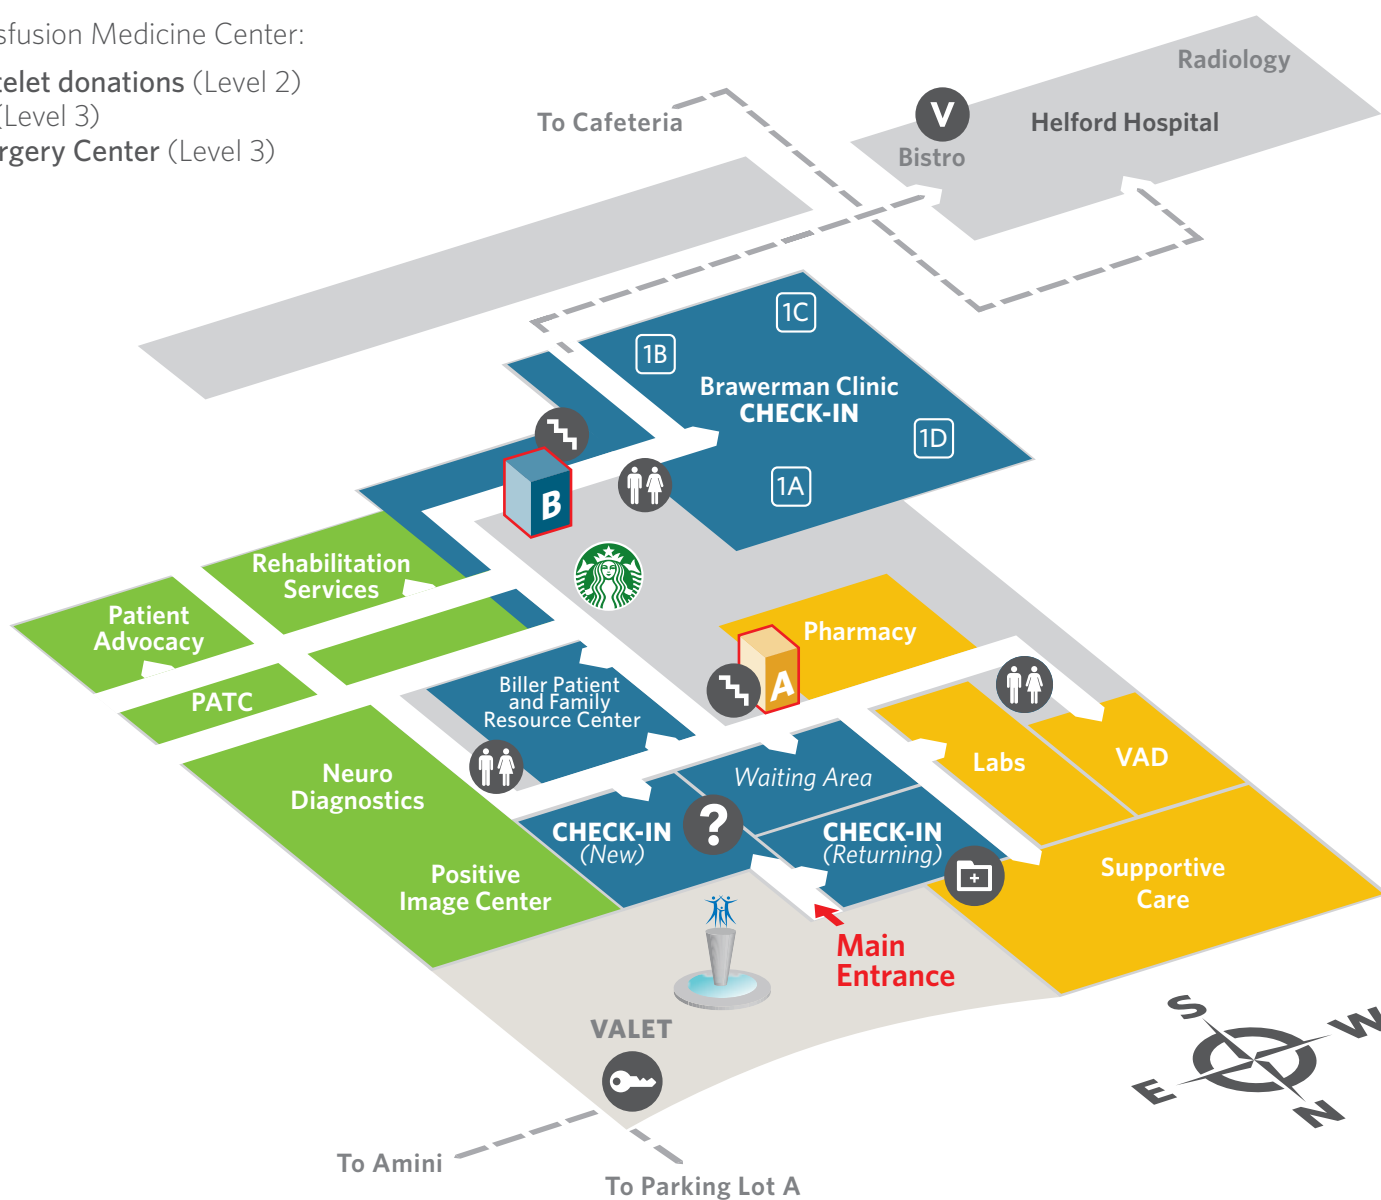 sfusion Medicine Center:
telet donations (Level 2)
(Level 3)
rgery Center (Level 3)
Radiology
To Cafeteria
V
Helford Hospital
Bistro
1C
1B
Brawerman Clinic
CHECK-IN
1D
1A
B
Rehabilitation
Services
Patient
Advocacy
Pharmacy
A
PATC
Biller Patient
and Family
Resource Center
Labs
VAD
Waiting Area
Neuro
Diagnostics
CHECK-IN
(New)
?
CHECK-IN
(Returning)
Supportive
Care
Positive
Image Center
Main
Entrance
VALET
S
W
E
N
To Amini
To Parking Lot A